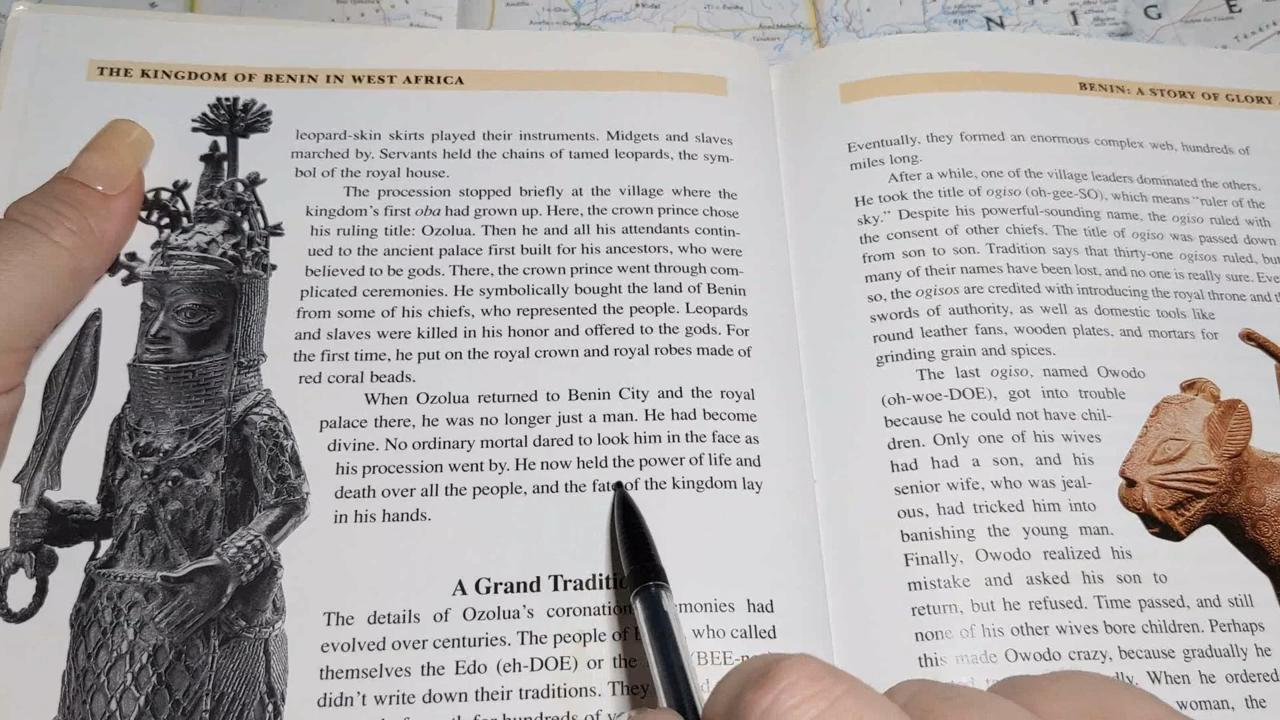 N I G E
THE KINGDOM OF BENIN IN WEST AFRICA
leopard-skin skirts played their instruments. Midgets and slaves
marched by. Servants held the chains of tamed leopards, the sym-
bol of the royal house.
The procession stopped briefly at the village where the
kingdom's first oba had grown up. Here, the crown prince chose
his ruling title: Ozolua. Then he and all his attendants contin-
ued to the ancient palace first built for his ancestors, who were
believed to be gods. There, the crown prince went through com-
plicated ceremonies. He symbolically bought the land of Benin
from some of his chiefs, who represented the people. Leopards
and slaves were killed in his honor and offered to the gods. For
the first time, he put on the royal crown and royal robes made of
red coral beads.
When Ozolua returned to Benin City and the royal
palace there, he was no longer just a man. He had become
divine. No ordinary mortal dared to look him in the face as
his procession went by. He now held the power of life and
death over all the people, and the fate of the kingdom lay
in his hands.
A Grand
The details of Ozolua's coronation
evolved over centuries. The people of who called
themselves the Edo (eh-DOE) or the
didn't write down their traditions. They
for hundreds of
BENIN: A STORY OF GLORY
Eventually, they formed an enormous complex web, hundreds of
miles long.
After a while, one of the village leaders dominated the others.
He took the title of ogiso (oh-gee-SO), which means "ruler of the
sky." Despite his powerful-sounding name, the ogiso ruled with
the consent of other chiefs. The title of ogiso was passed down
from son to son. Tradition says that thirty-one ogisos ruled, but
many of their names have been lost, and no one is really sure. Eve
so, the ogisos are credited with introducing the royal throne and
swords of authority, as well as domestic tools like
round leather fans, wooden plates, and mortars for
grinding grain and spices.
The last ogiso, named Owodo
(oh-woe-DOE), got into trouble
because he could not have chil-
dren. Only one of his wives
had had a son, and his
senior wife, who was jeal-
ous, had tricked him into
banishing the young man.
Finally, Owodo realized his
mistake and asked his son to
return, but he refused. Time passed, and still
none of his other wives bore children. Perhaps
this made Owodo crazy, because gradually he
When he ordered
woman, the